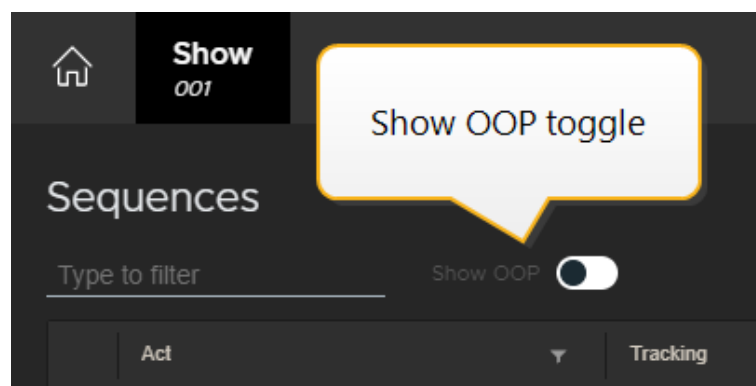 Show
001
Show OOP toggle
Sequences
Type to filter
Show OOP
Act
Tracking